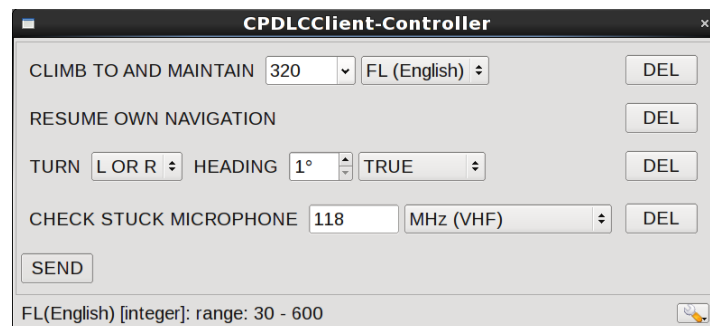 CPDLCClient-Controller
CLIMB TO AND MAINTAIN 320 FL (English) DEL
RESUME OWN NAVIGATION DEL
TURN L OR R HEADING 1° TRUE DEL
CHECK STUCK MICROPHONE 118 MHz (VHF) DEL
SEND
FL(English) [integer]: range: 30 - 600